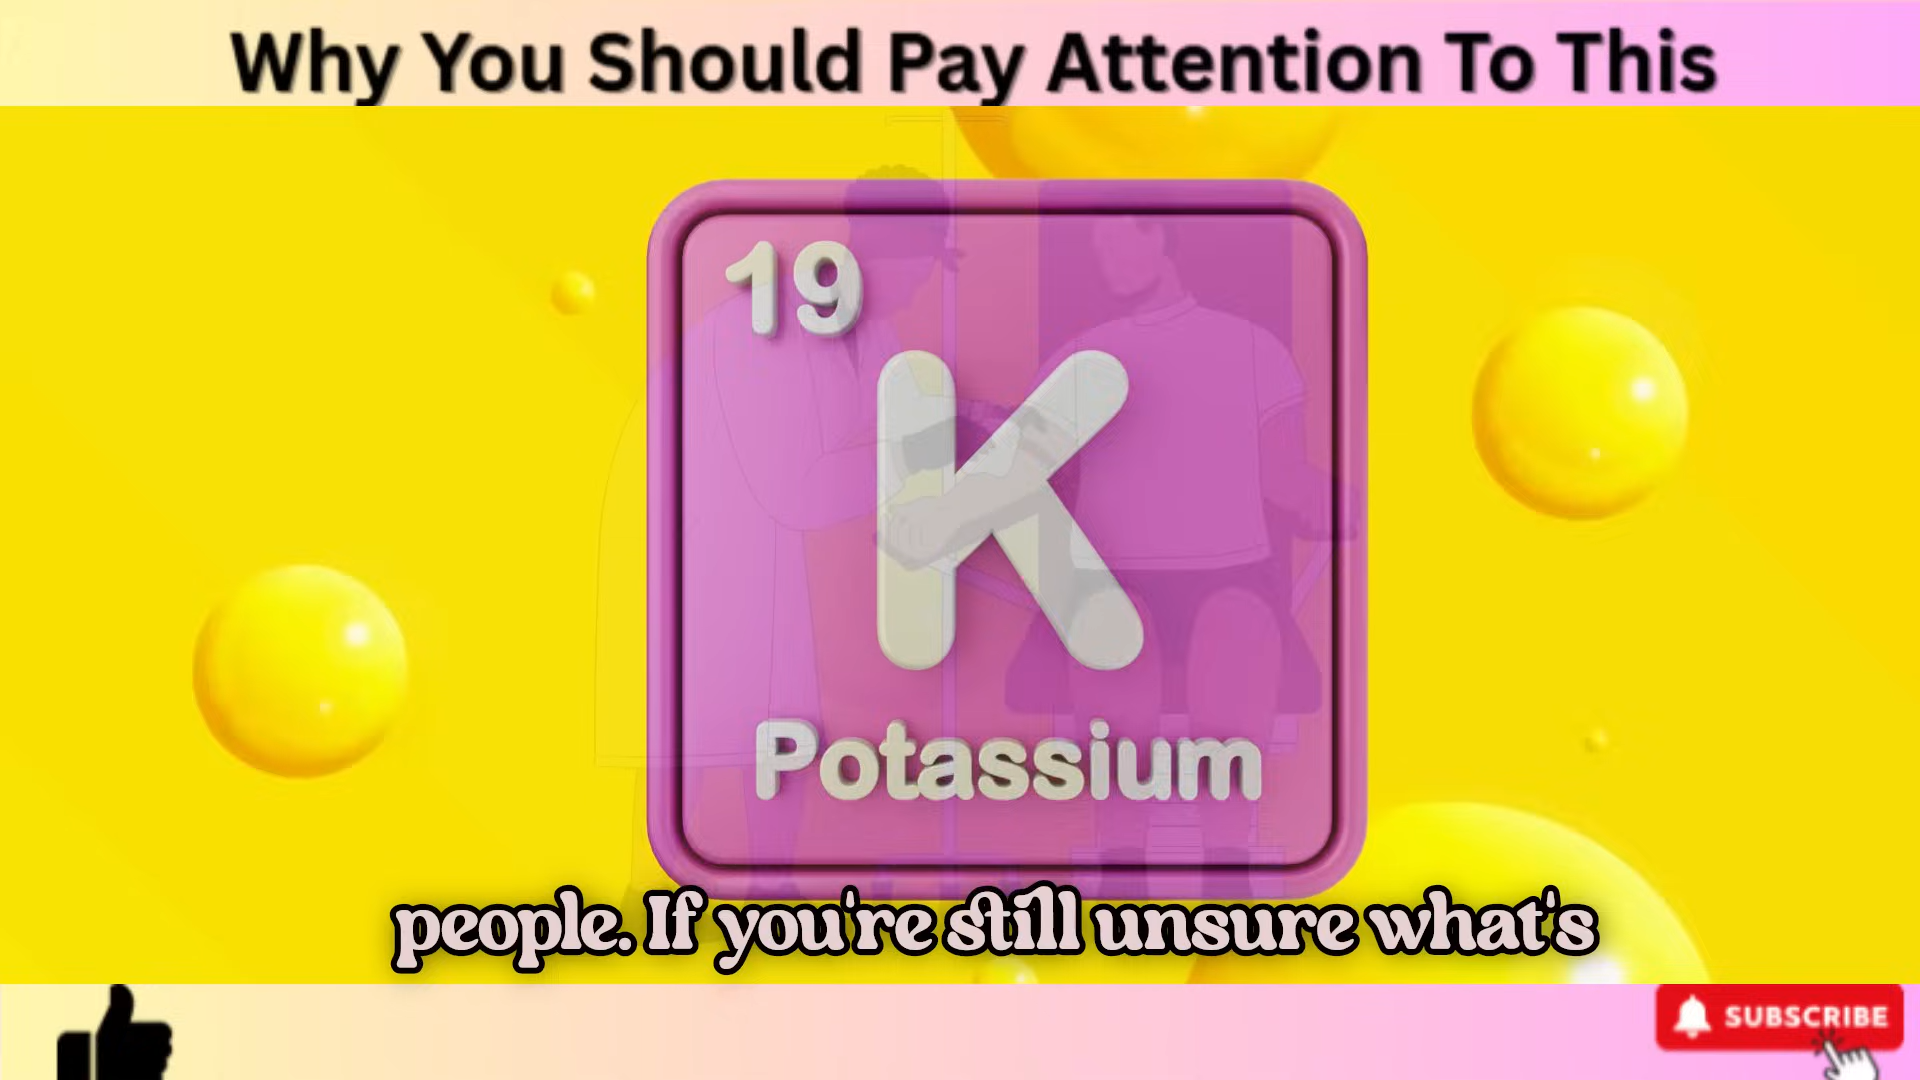 Why You Should Pay Attention To This
19
K
Potassium
people. If you're still unsure what's
SUBSCRIBE